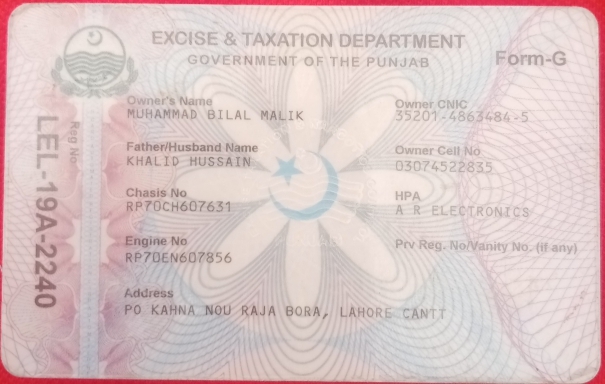 EXCISE & TAXATION DEPARTMENT
GOVERNMENT OF THE PUNJAB
Form-G
Reg No
LEL-19A-2240
Owner's Name
MUHAMMAD BILAL MALIK
Owner CNIC
35201-4863484-5
Father/Husband Name
KHALID HUSSAIN
Owner Cell No
03074522835
Chasis No
RP70CH607631
HPA
A R ELECTRONICS
Engine No
RP70EN607856
Prv Reg. No/Vanity No. (if any)
Address
PO KAHNA NOU RAJA BORA, LAHORE CANTT